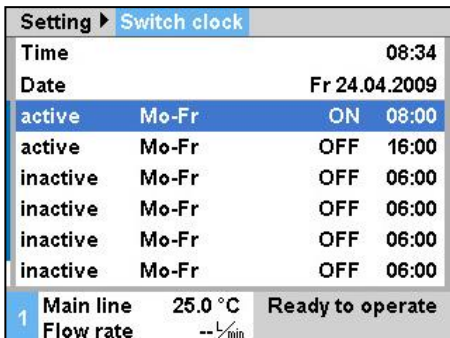 Setting ▶ Switch clock
Time 08:34
Date Fr 24.04.2009
active Mo-Fr ON 08:00
active Mo-Fr OFF 16:00
inactive Mo-Fr OFF 06:00
inactive Mo-Fr OFF 06:00
inactive Mo-Fr OFF 06:00
inactive Mo-Fr OFF 06:00
1 Main line 25.0 °C Ready to operate
Flow rate -- L/min